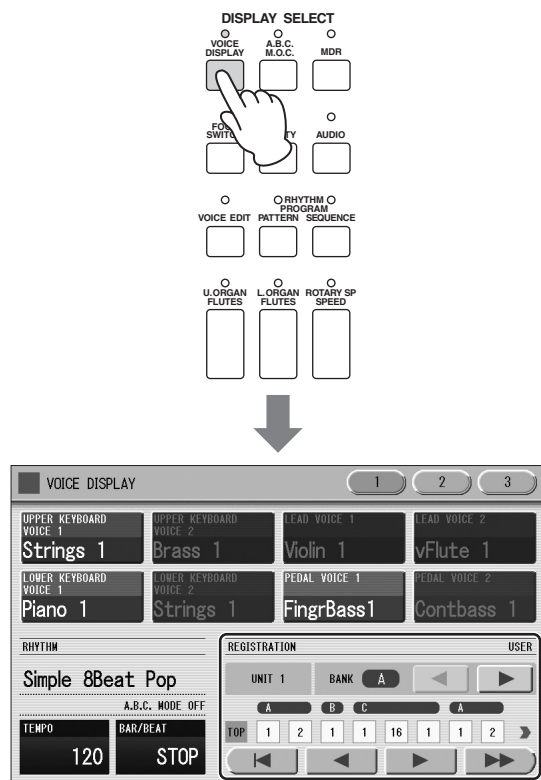 DISPLAY SELECT
VOICE DISPLAY
A.B.C. M.O.C.
MDR
AUDIO
VOICE EDIT
RHYTHM PROGRAM
PATTERN SEQUENCE
U.ORGAN FLUTES
L.ORGAN FLUTES
ROTARY SP SPEED
VOICE DISPLAY 1 2 3
UPPER KEYBOARD VOICE 1
Strings 1
UPPER KEYBOARD VOICE 2
Brass 1
LEAD VOICE 1
Violin 1
LEAD VOICE 2
vFlute 1
LOWER KEYBOARD VOICE 1
Piano 1
LOWER KEYBOARD VOICE 2
Strings 1
PEDAL VOICE 1
FingrBass1
PEDAL VOICE 2
Contbass 1
RHYTHM
Simple 8Beat Pop
A.B.C. MODE OFF
TEMPO
120
BAR/BEAT
STOP
REGISTRATION USER
UNIT 1 BANK A
A B C A
TOP 1 2 1 1 16 1 1 2